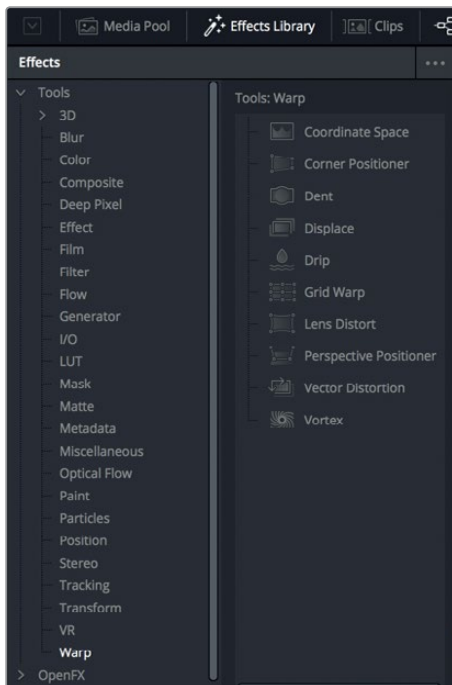 Media Pool
Effects Library
Clips
Effects
Tools
3D
Blur
Color
Composite
Deep Pixel
Effect
Film
Filter
Flow
Generator
I/O
LUT
Mask
Matte
Metadata
Miscellaneous
Optical Flow
Paint
Particles
Position
Stereo
Tracking
Transform
VR
Warp
OpenFX
Tools: Warp
Coordinate Space
Corner Positioner
Dent
Displace
Drip
Grid Warp
Lens Distort
Perspective Positioner
Vector Distortion
Vortex